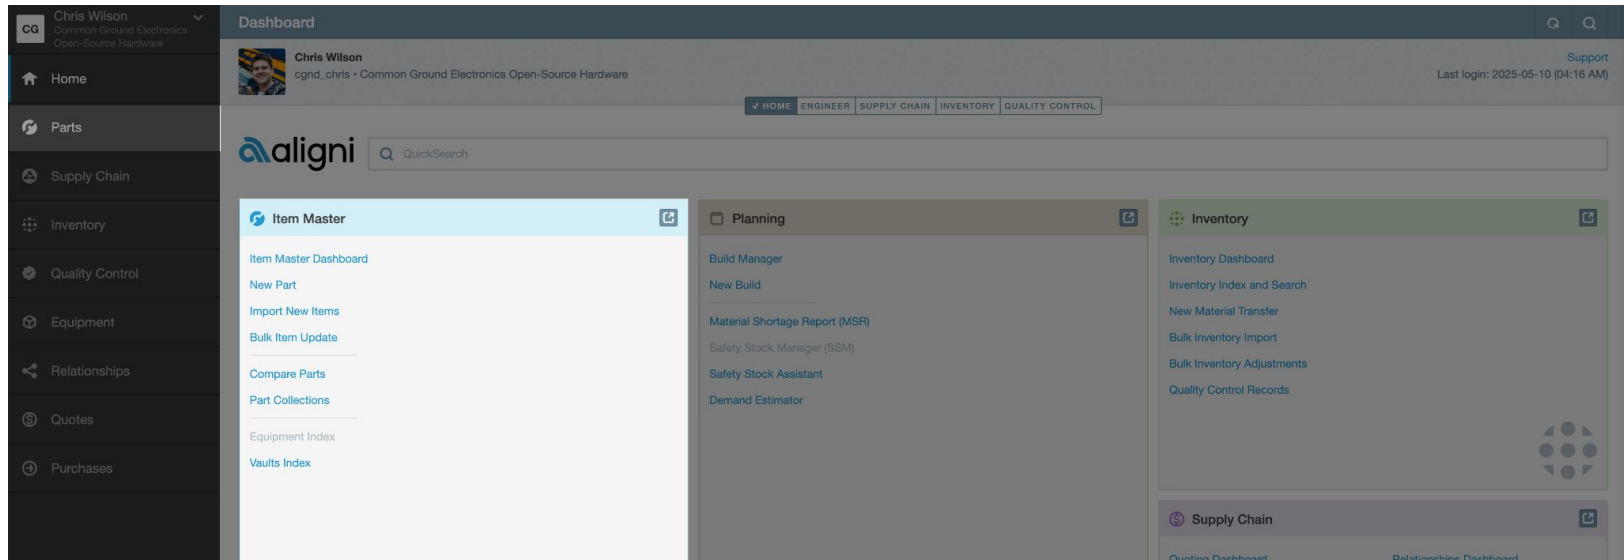 CG
Chris Wilson
Common Ground Electronics
Open-Source Hardware
Home
Parts
Supply Chain
Inventory
Quality Control
Equipment
Relationships
Quotes
Purchases
Dashboard
Chris Wilson
cgnd_chris • Common Ground Electronics Open-Source Hardware
Support
Last login: 2025-05-10 (04:16 AM)
✓ HOME ENGINEER SUPPLY CHAIN INVENTORY QUALITY CONTROL
aligni
QuickSearch
Item Master
Item Master Dashboard
New Part
Import New Items
Bulk Item Update
Compare Parts
Part Collections
Equipment Index
Vaults Index
Planning
Build Manager
New Build
Material Shortage Report (MSR)
Safety Stock Manager (SSM)
Safety Stock Assistant
Demand Estimator
Inventory
Inventory Dashboard
Inventory Index and Search
New Material Transfer
Bulk Inventory Import
Bulk Inventory Adjustments
Quality Control Records
Supply Chain
Quoting Dashboard
Relationships Dashboard